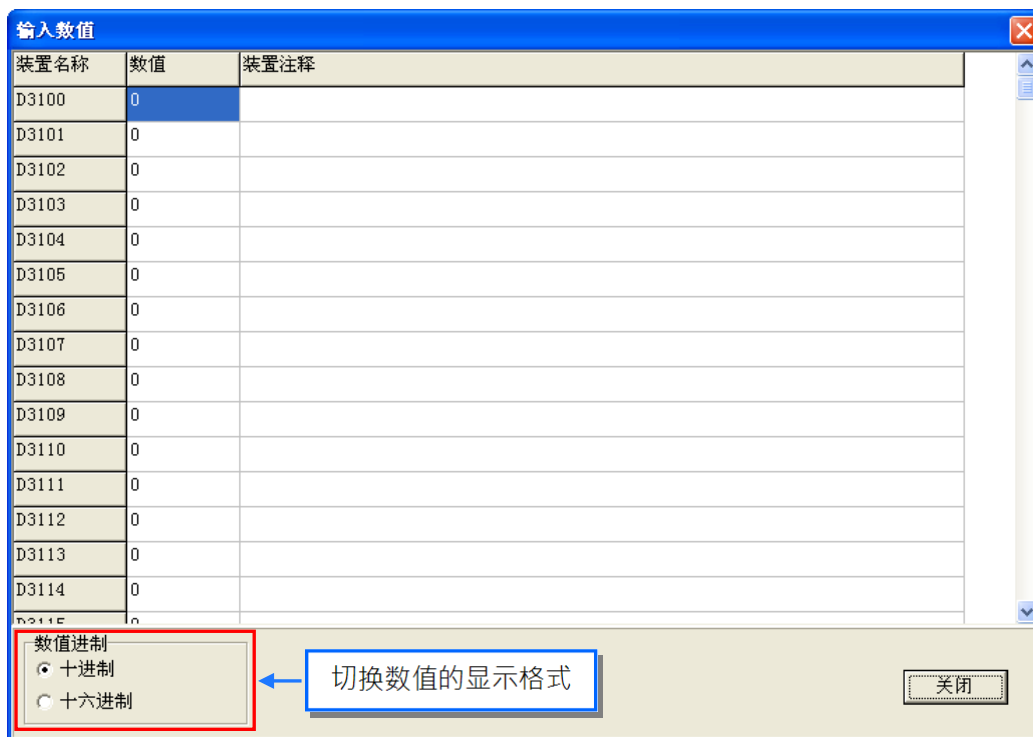 输入数值
装置名称 数值 装置注释
D3100 0
D3101 0
D3102 0
D3103 0
D3104 0
D3105 0
D3106 0
D3107 0
D3108 0
D3109 0
D3110 0
D3111 0
D3112 0
D3113 0
D3114 0
D3115 0
数值进制
十进制
十六进制
切换数值的显示格式
关闭